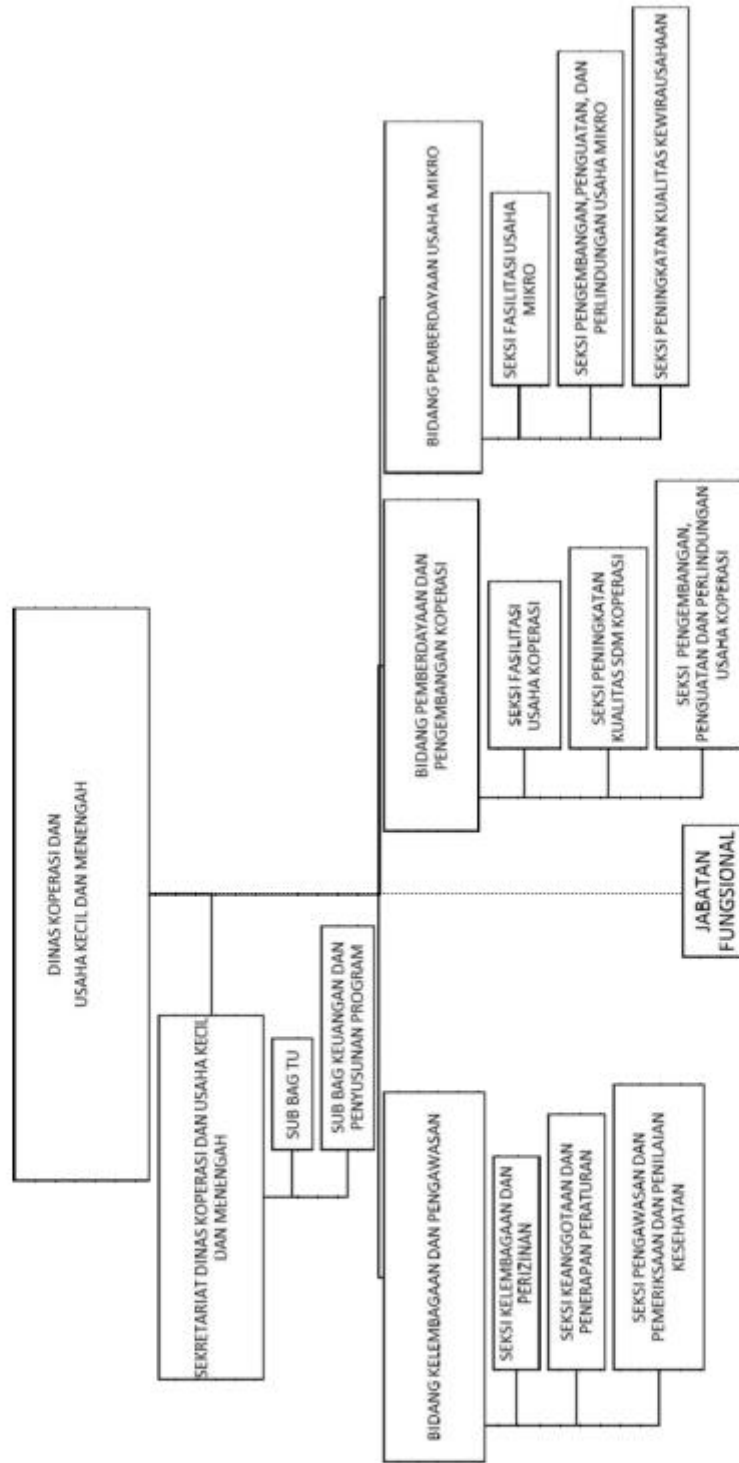 DINAS KOPERASI DAN
USAHA KECIL DAN MENENGAH
SEKRETARIAT DINAS KOPERASI DAN USAHA KECIL
DAN MENENGAH
SUB BAG TU
SUB BAG KEUANGAN DAN
PENYUSUNAN PROGRAM
BIDANG KELEMBAGAAN DAN PENGAWASAN
SEKSI KELEMBAGAAN DAN
PERIZINAN
SEKSI KEANGGOTAAN DAN
PENERAPAN PERATURAN
SEKSI PENGAWASAN DAN
PEMERIKSAAN DAN PENILAIAN
KESEHATAN
JABATAN
FUNGSIONAL
BIDANG PEMBERDAYAAN DAN
PENGEMBANGAN KOPERASI
SEKSI FASILITASI
USAHA KOPERASI
SEKSI PENINGKATAN
KUALITAS SDM KOPERASI
SEKSI PENGEMBANGAN,
PENGUATAN DAN PERLINDUNGAN
USAHA KOPERASI
BIDANG PEMBERDAYAAN USAHA MIKRO
SEKSI FASILITASI USAHA
MIKRO
SEKSI PENGEMBANGAN,PENGUATAN, DAN
PERLINDUNGAN USAHA MIKRO
SEKSI PENINGKATAN KUALITAS KEWIRAUSAHAAN